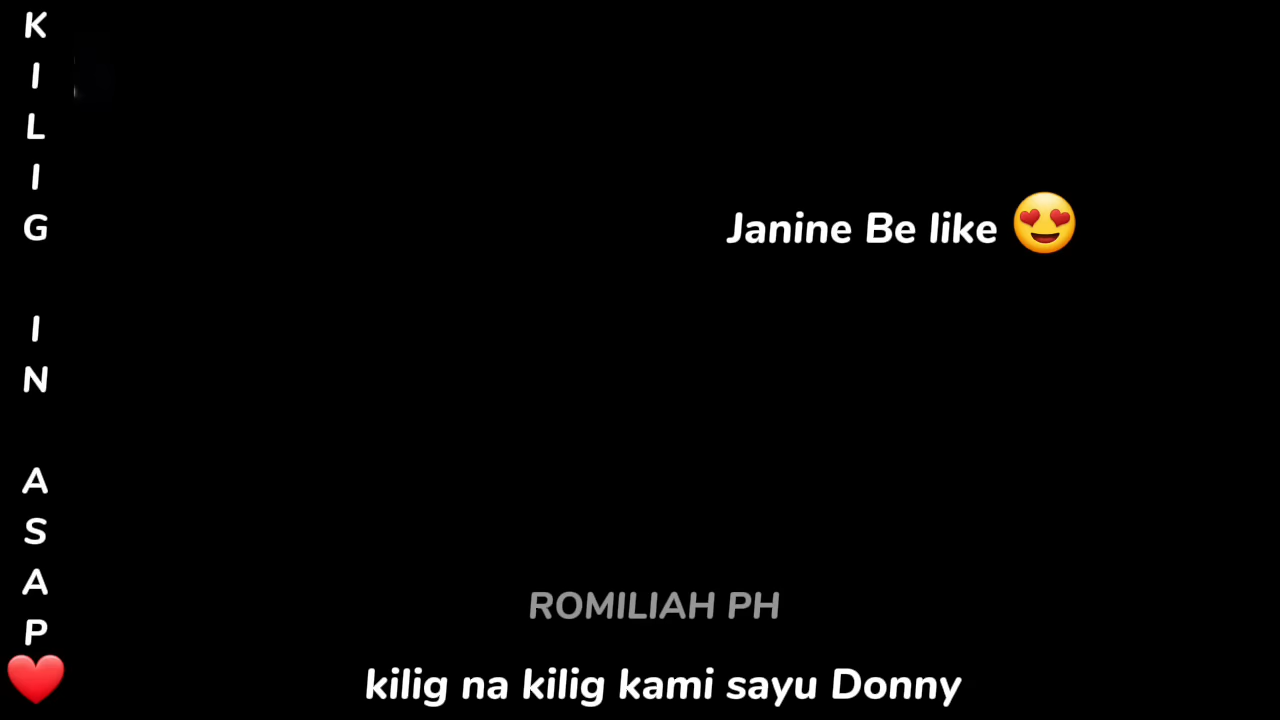 KILIG IN ASAP❤️
Janine Be like 😍
ROMILIAH PH
kilig na kilig kami sayu Donny